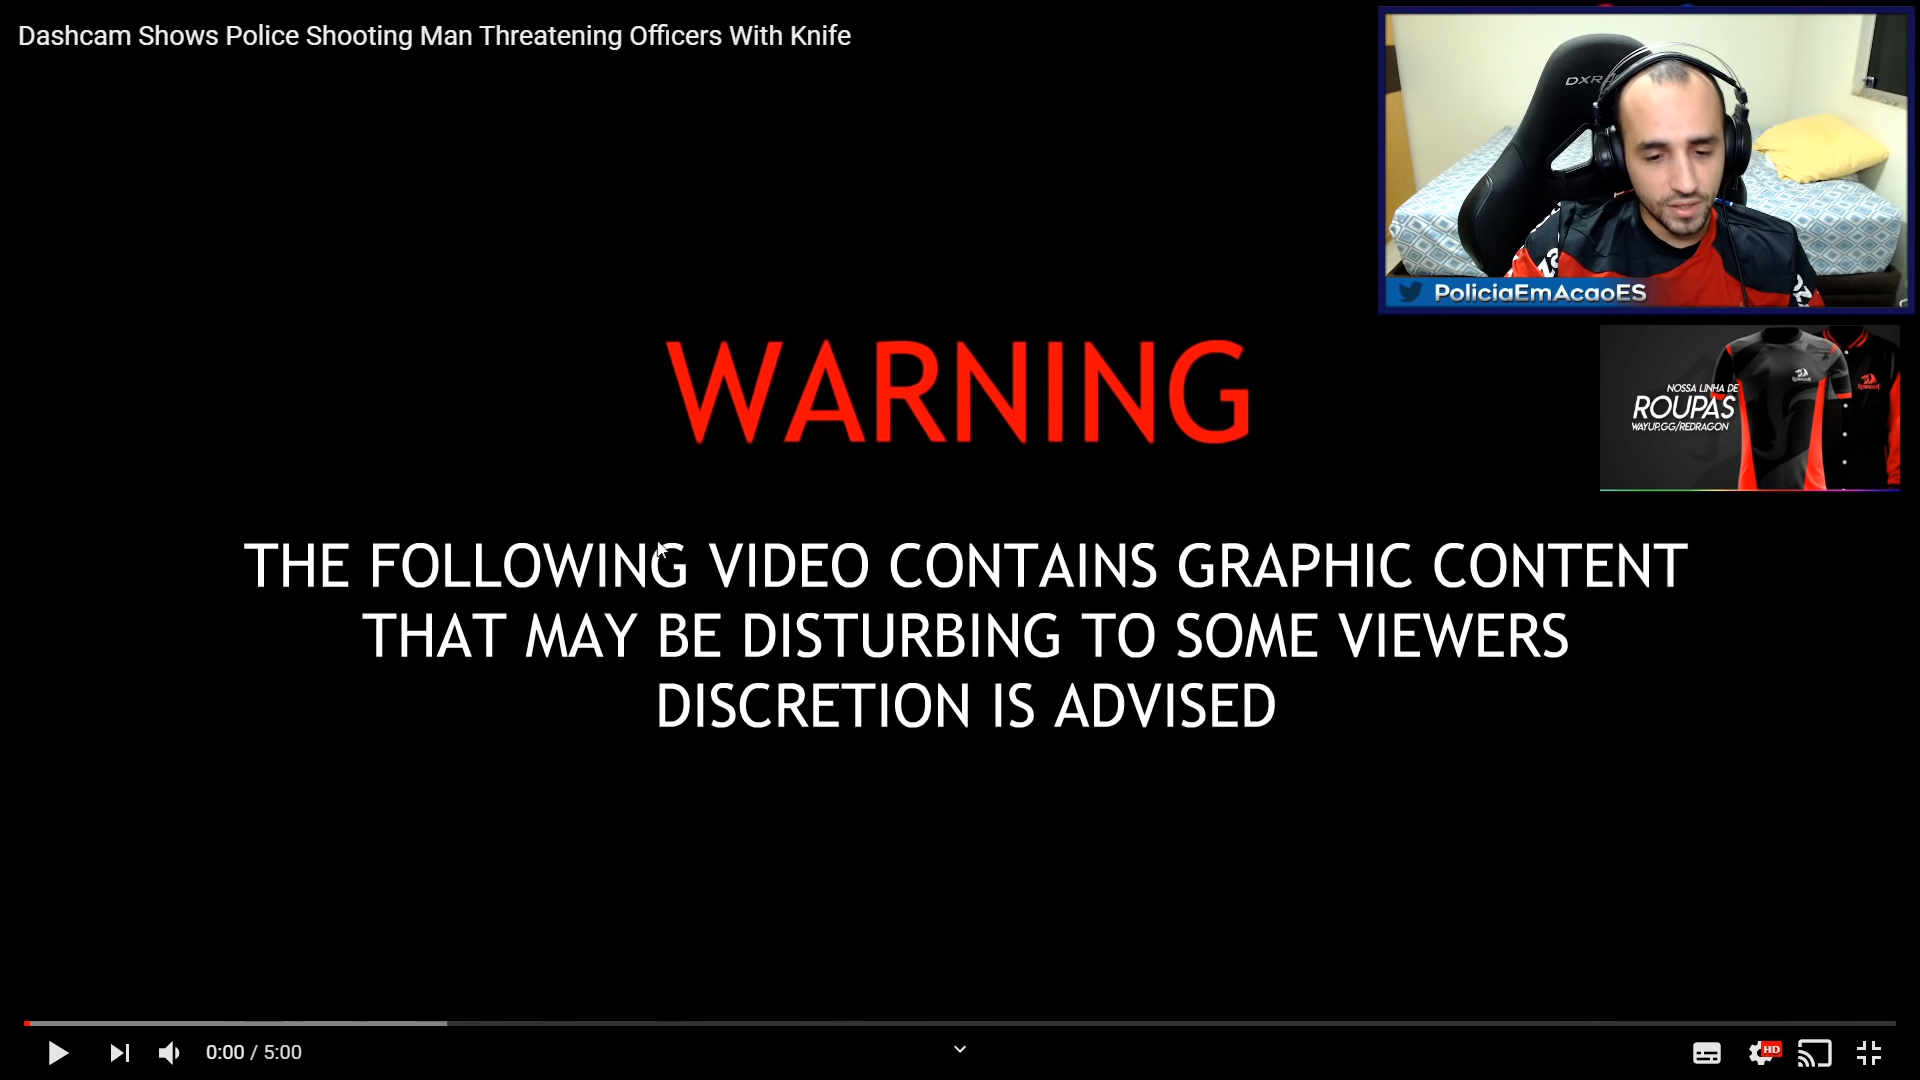 Dashcam Shows Police Shooting Man Threatening Officers With Knife
DXRA
PoliciaEmAcaoES
WARNING
NOSSA LINHA DE
ROUPAS
WAYUP.GG/REDRAGON
REDRAGON
THE FOLLOWING VIDEO CONTAINS GRAPHIC CONTENT
THAT MAY BE DISTURBING TO SOME VIEWERS
DISCRETION IS ADVISED
0:00 / 5:00
HD